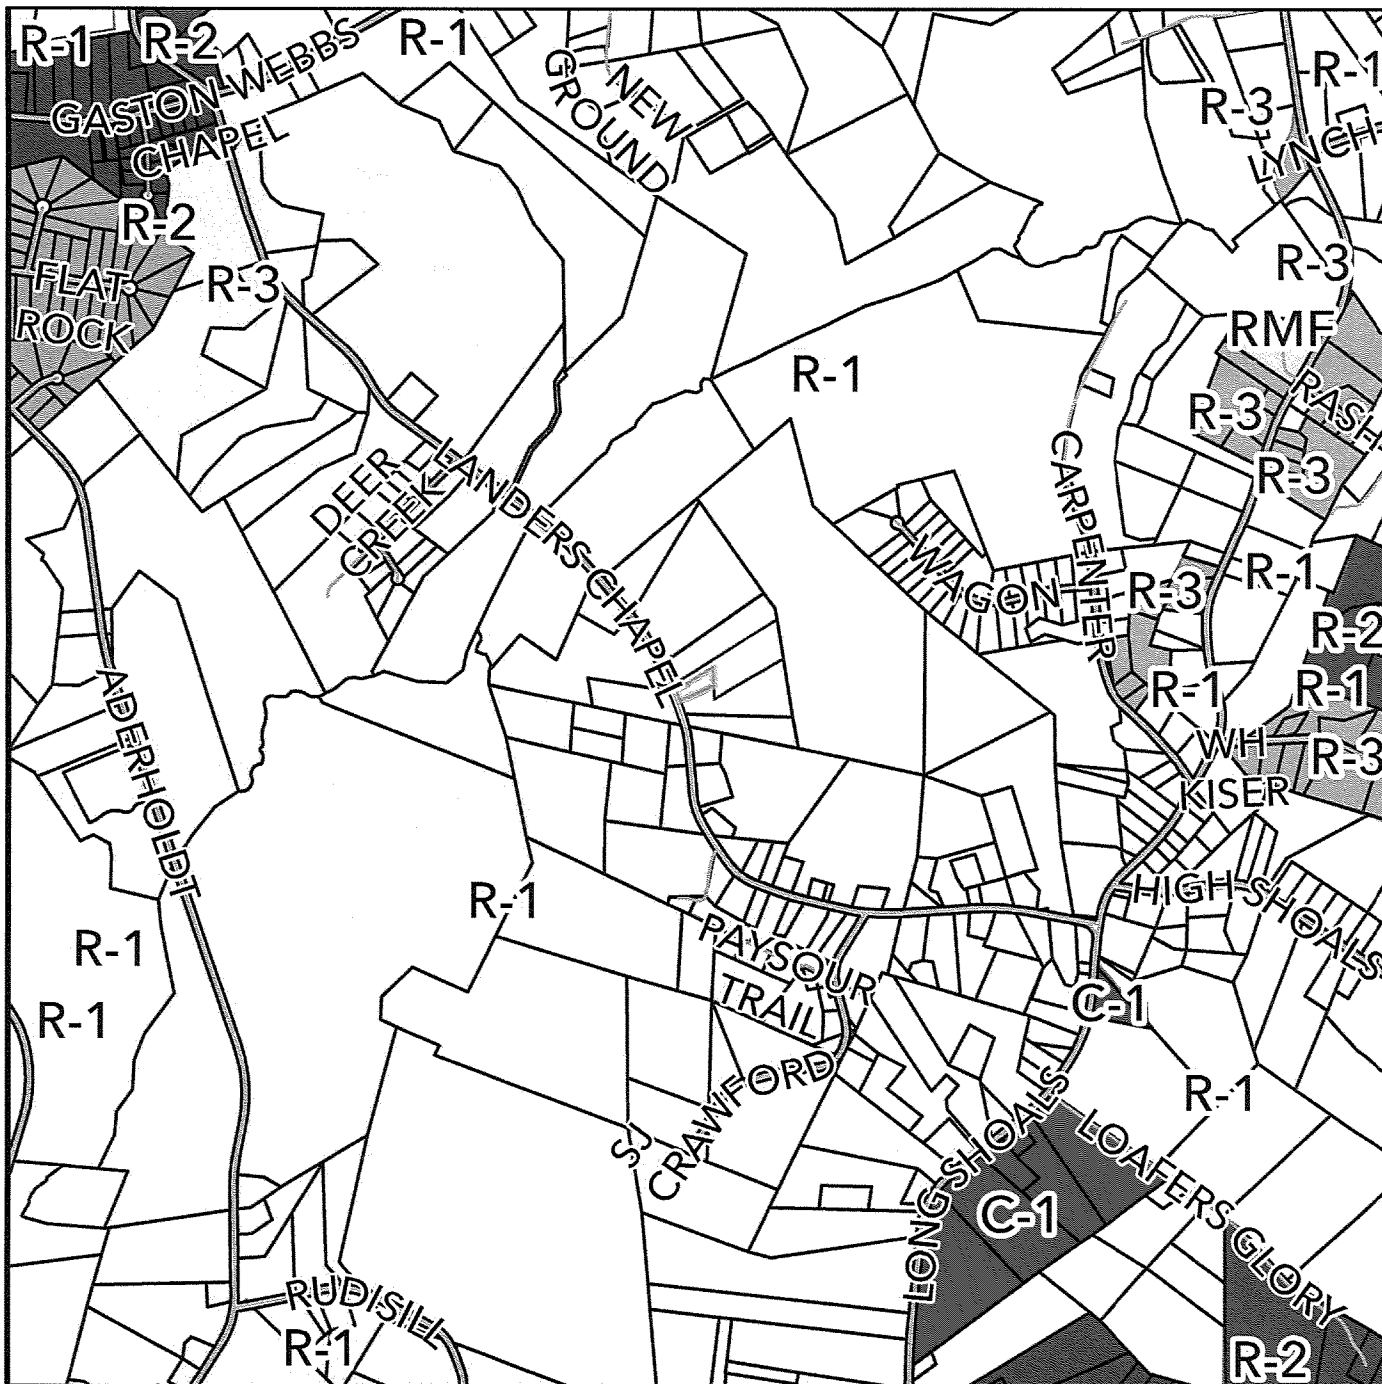 R-1
R-2
R-1
GASTON-WEBBS
CHAPEL
NEW
GROUND
R-1
R-3
LYNCH
R-2
FLAT
ROCK
R-3
R-3
RMF
R-1
R-3
RASH
R-3
DEER
CREEK
LANDERS-CHAPEL
CARPENTER
WAGON
R-3
R-1
R-2
R-1
R-1
WH
KISER
R-3
ADERHOLDT
R-1
HIGH-SHOALS
R-1
R-1
PAYSOUR
TRAIL
C-1
SJ
CRAWFORD
R-1
LONG SHOALS
LOAFERS GLORY
C-1
RUDISILL
R-1
R-2